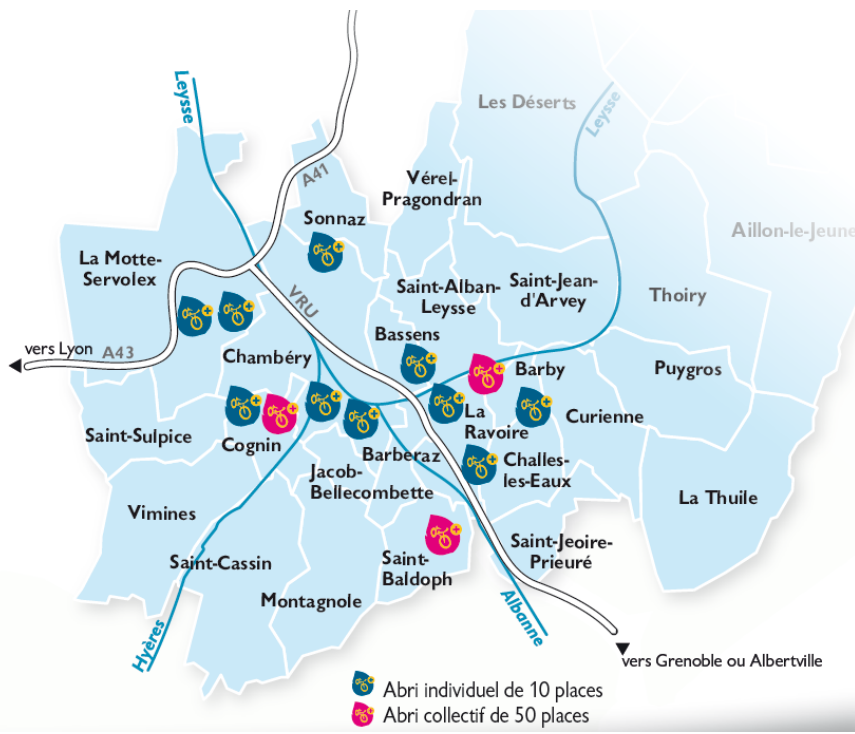 Leysse
Les Déserts
Leysse
A41
Vérel-
Pragondran
Sonnaz
Aillon-le-Jeune
La Motte-
Servolex
Saint-Alban-
Leysse
Saint-Jean-
d'Arvey
Thoiry
VRU
Bassens
vers Lyon
A43
Chambéry
Barby
Puygros
Curienne
La
Ravoire
Saint-Sulpice
Cognin
Barberaz
Challes-
les-Eaux
Jacob-
Bellecombette
La Thuile
Vimines
Saint-Jeoire-
Prieuré
Saint-Cassin
Saint-
Baldoph
Montagnole
Albanne
Hyères
vers Grenoble ou Albertville
Abri individuel de 10 places
Abri collectif de 50 places